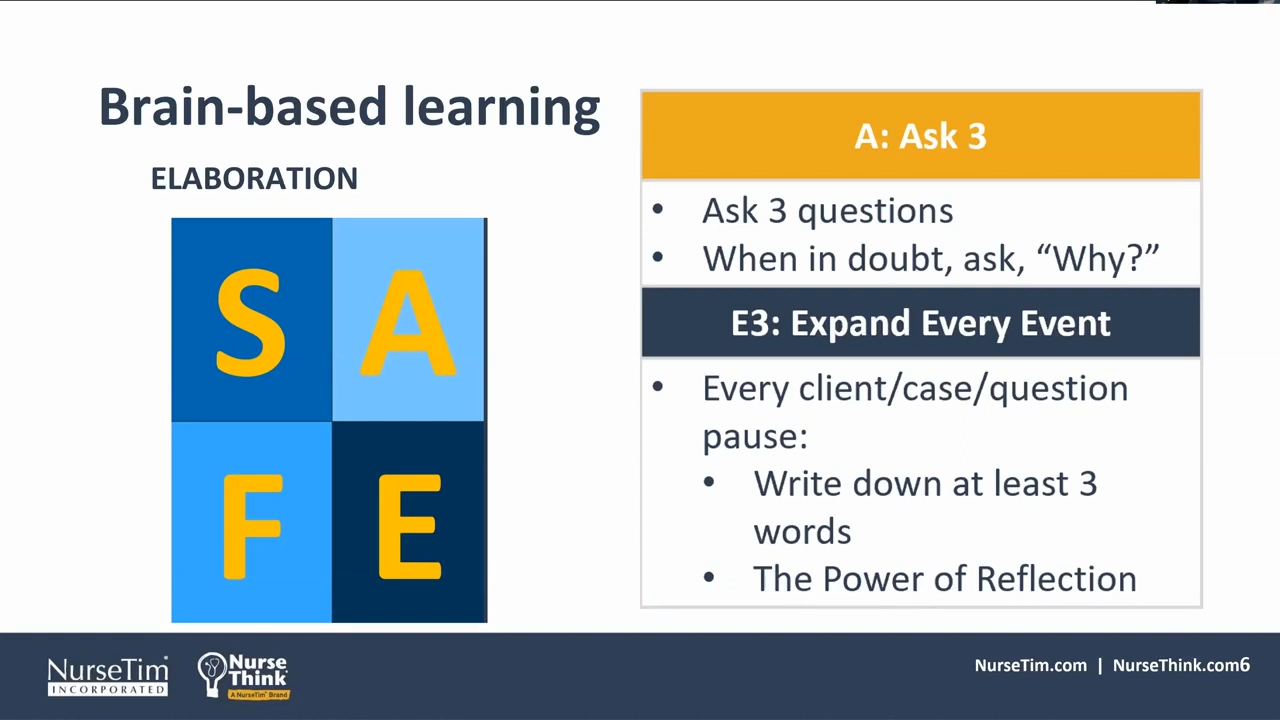 Brain-based learning
ELABORATION
S A
F E
A: Ask 3
• Ask 3 questions
• When in doubt, ask, “Why?”
E3: Expand Every Event
• Every client/case/question
pause:
• Write down at least 3
words
• The Power of Reflection
NurseTim®
INCORPORATED
Nurse
Think®
A NurseTim® Brand
NurseTim.com | NurseThink.com6